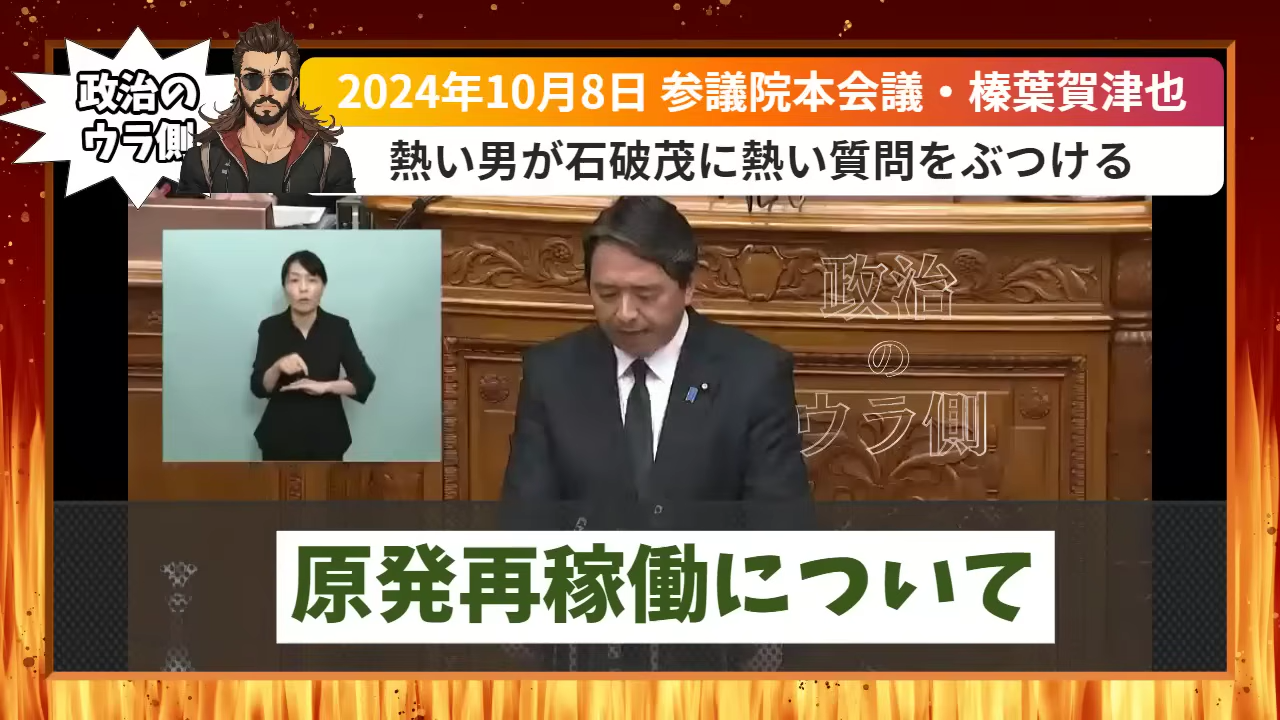 政治の
ウラ側
2024年10月8日 参議院本会議・榛葉賀津也
熱い男が石破茂に熱い質問をぶつける
政治
の
ウラ側
原発再稼働について